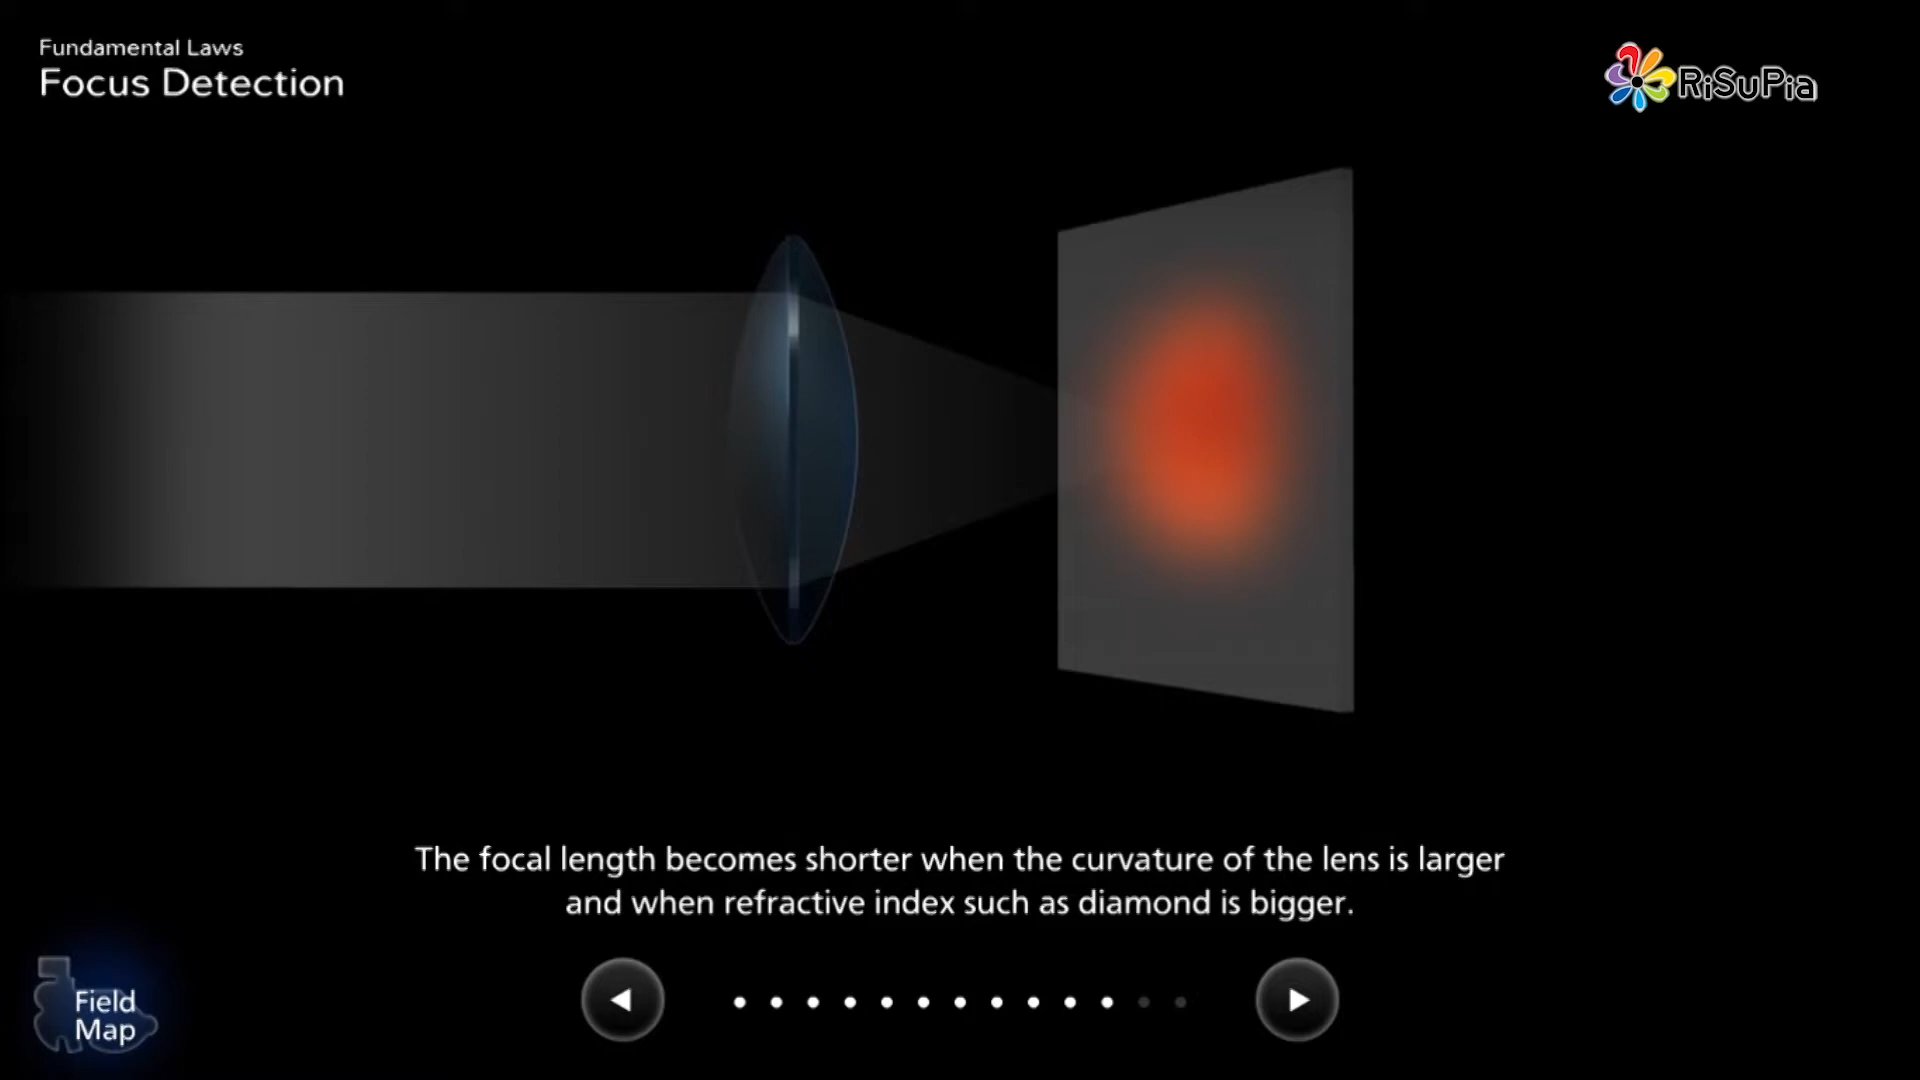 Fundamental Laws
Focus Detection
RiSuPia
The focal length becomes shorter when the curvature of the lens is larger
and when refractive index such as diamond is bigger.
Field
Map